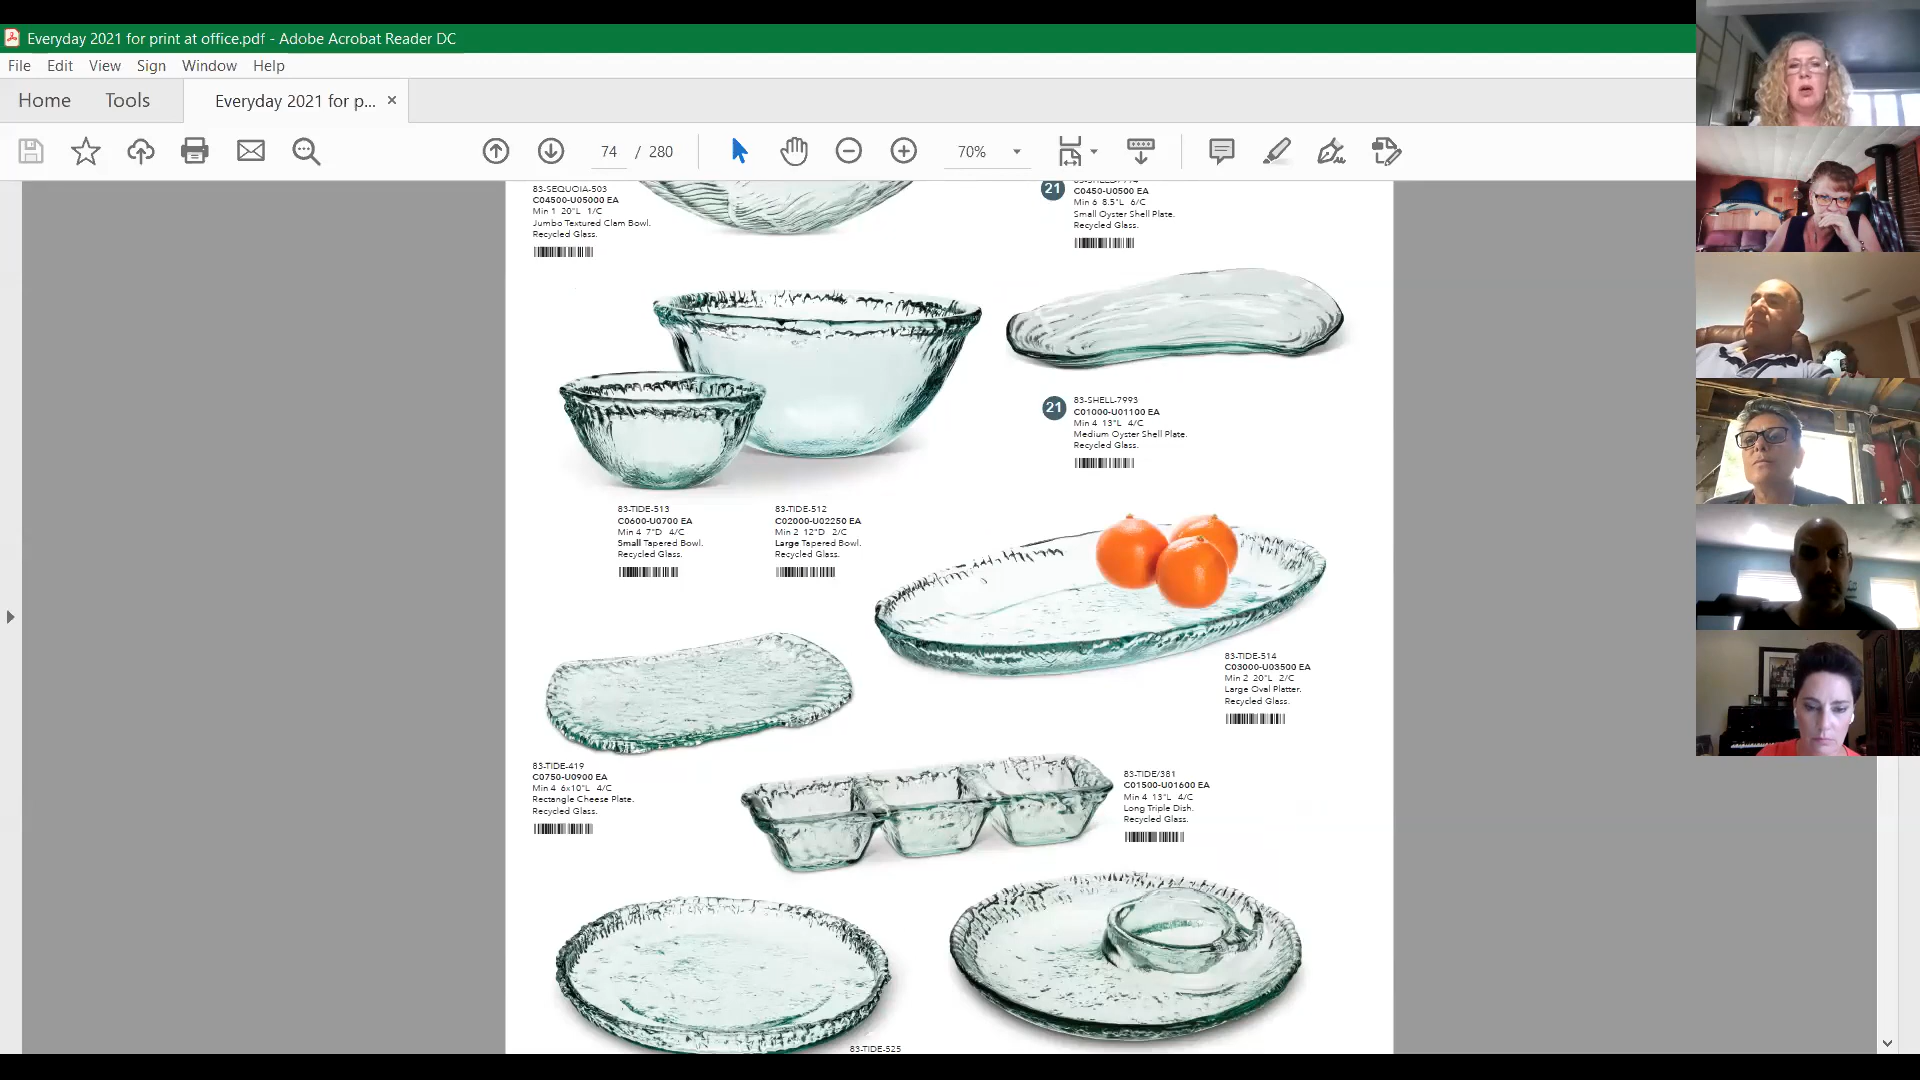 Everyday 2021 for print at office.pdf - Adobe Acrobat Reader DC
File Edit View Sign Window Help
Home Tools Everyday 2021 for p... ×
74 / 280 70%
83-SEQUOIA-503
C04500-U05000 EA
Min 1 20"L 1/C
Jumbo Textured Clam Bowl.
Recycled Glass.
21
C0450-U0500 EA
Min 6 8.5"L 6/C
Small Oyster Shell Plate.
Recycled Glass.
21
83-SHELL-7993
C01000-U01100 EA
Min 4 13"L 4/C
Medium Oyster Shell Plate.
Recycled Glass.
83-TIDE-513
C0600-U0700 EA
Min 4 7"D 4/C
Small Tapered Bowl.
Recycled Glass.
83-TIDE-512
C02000-U02250 EA
Min 2 12"D 2/C
Large Tapered Bowl.
Recycled Glass.
83-TIDE-514
C03000-U03500 EA
Min 2 20"L 2/C
Large Oval Platter.
Recycled Glass.
83-TIDE-419
C0750-U0900 EA
Min 4 6x10"L 4/C
Rectangle Cheese Plate.
Recycled Glass.
83-TIDE/381
C01500-U01600 EA
Min 4 13"L 4/C
Long Triple Dish.
Recycled Glass.
83-TIDE-525